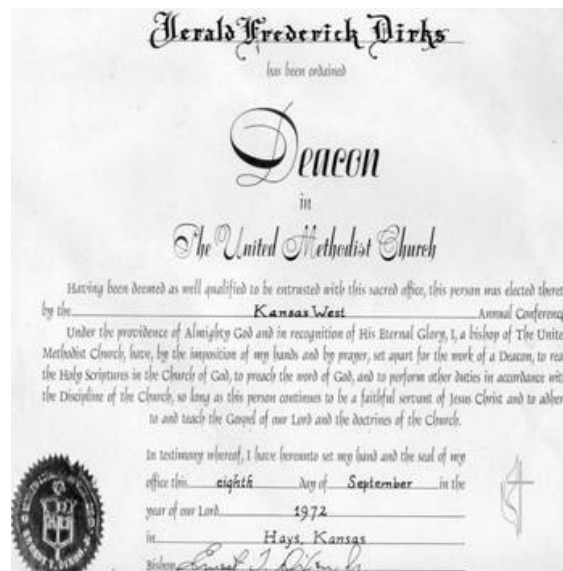 Jerald Frederick Dirks
has been ordained
Deacon
in
The United Methodist Church
Having been deemed as well qualified to be entrusted with this sacred office, this person was elected theret
by the Kansas West Annual Conferenc
Under the providence of Almighty God and in recognition of His Eternal Glory, I, a bishop of The Unite
Methodist Church, have, by the imposition of my hands and by prayer, set apart for the work of a Deacon, to rea
the Holy Scriptures in the Church of God, to preach the word of God, and to perform other duties in accordance wit
the Discipline of the Church, so long as this person continues to be a faithful servant of Jesus Christ and to adher
to and teach the Gospel of our Lord and the doctrines of the Church.
In testimony whereof, I have hereunto set my hand and the seal of my
office this eighth day of September in the
year of our Lord 1972
in Hays, Kansas
Bishop Ernest T.